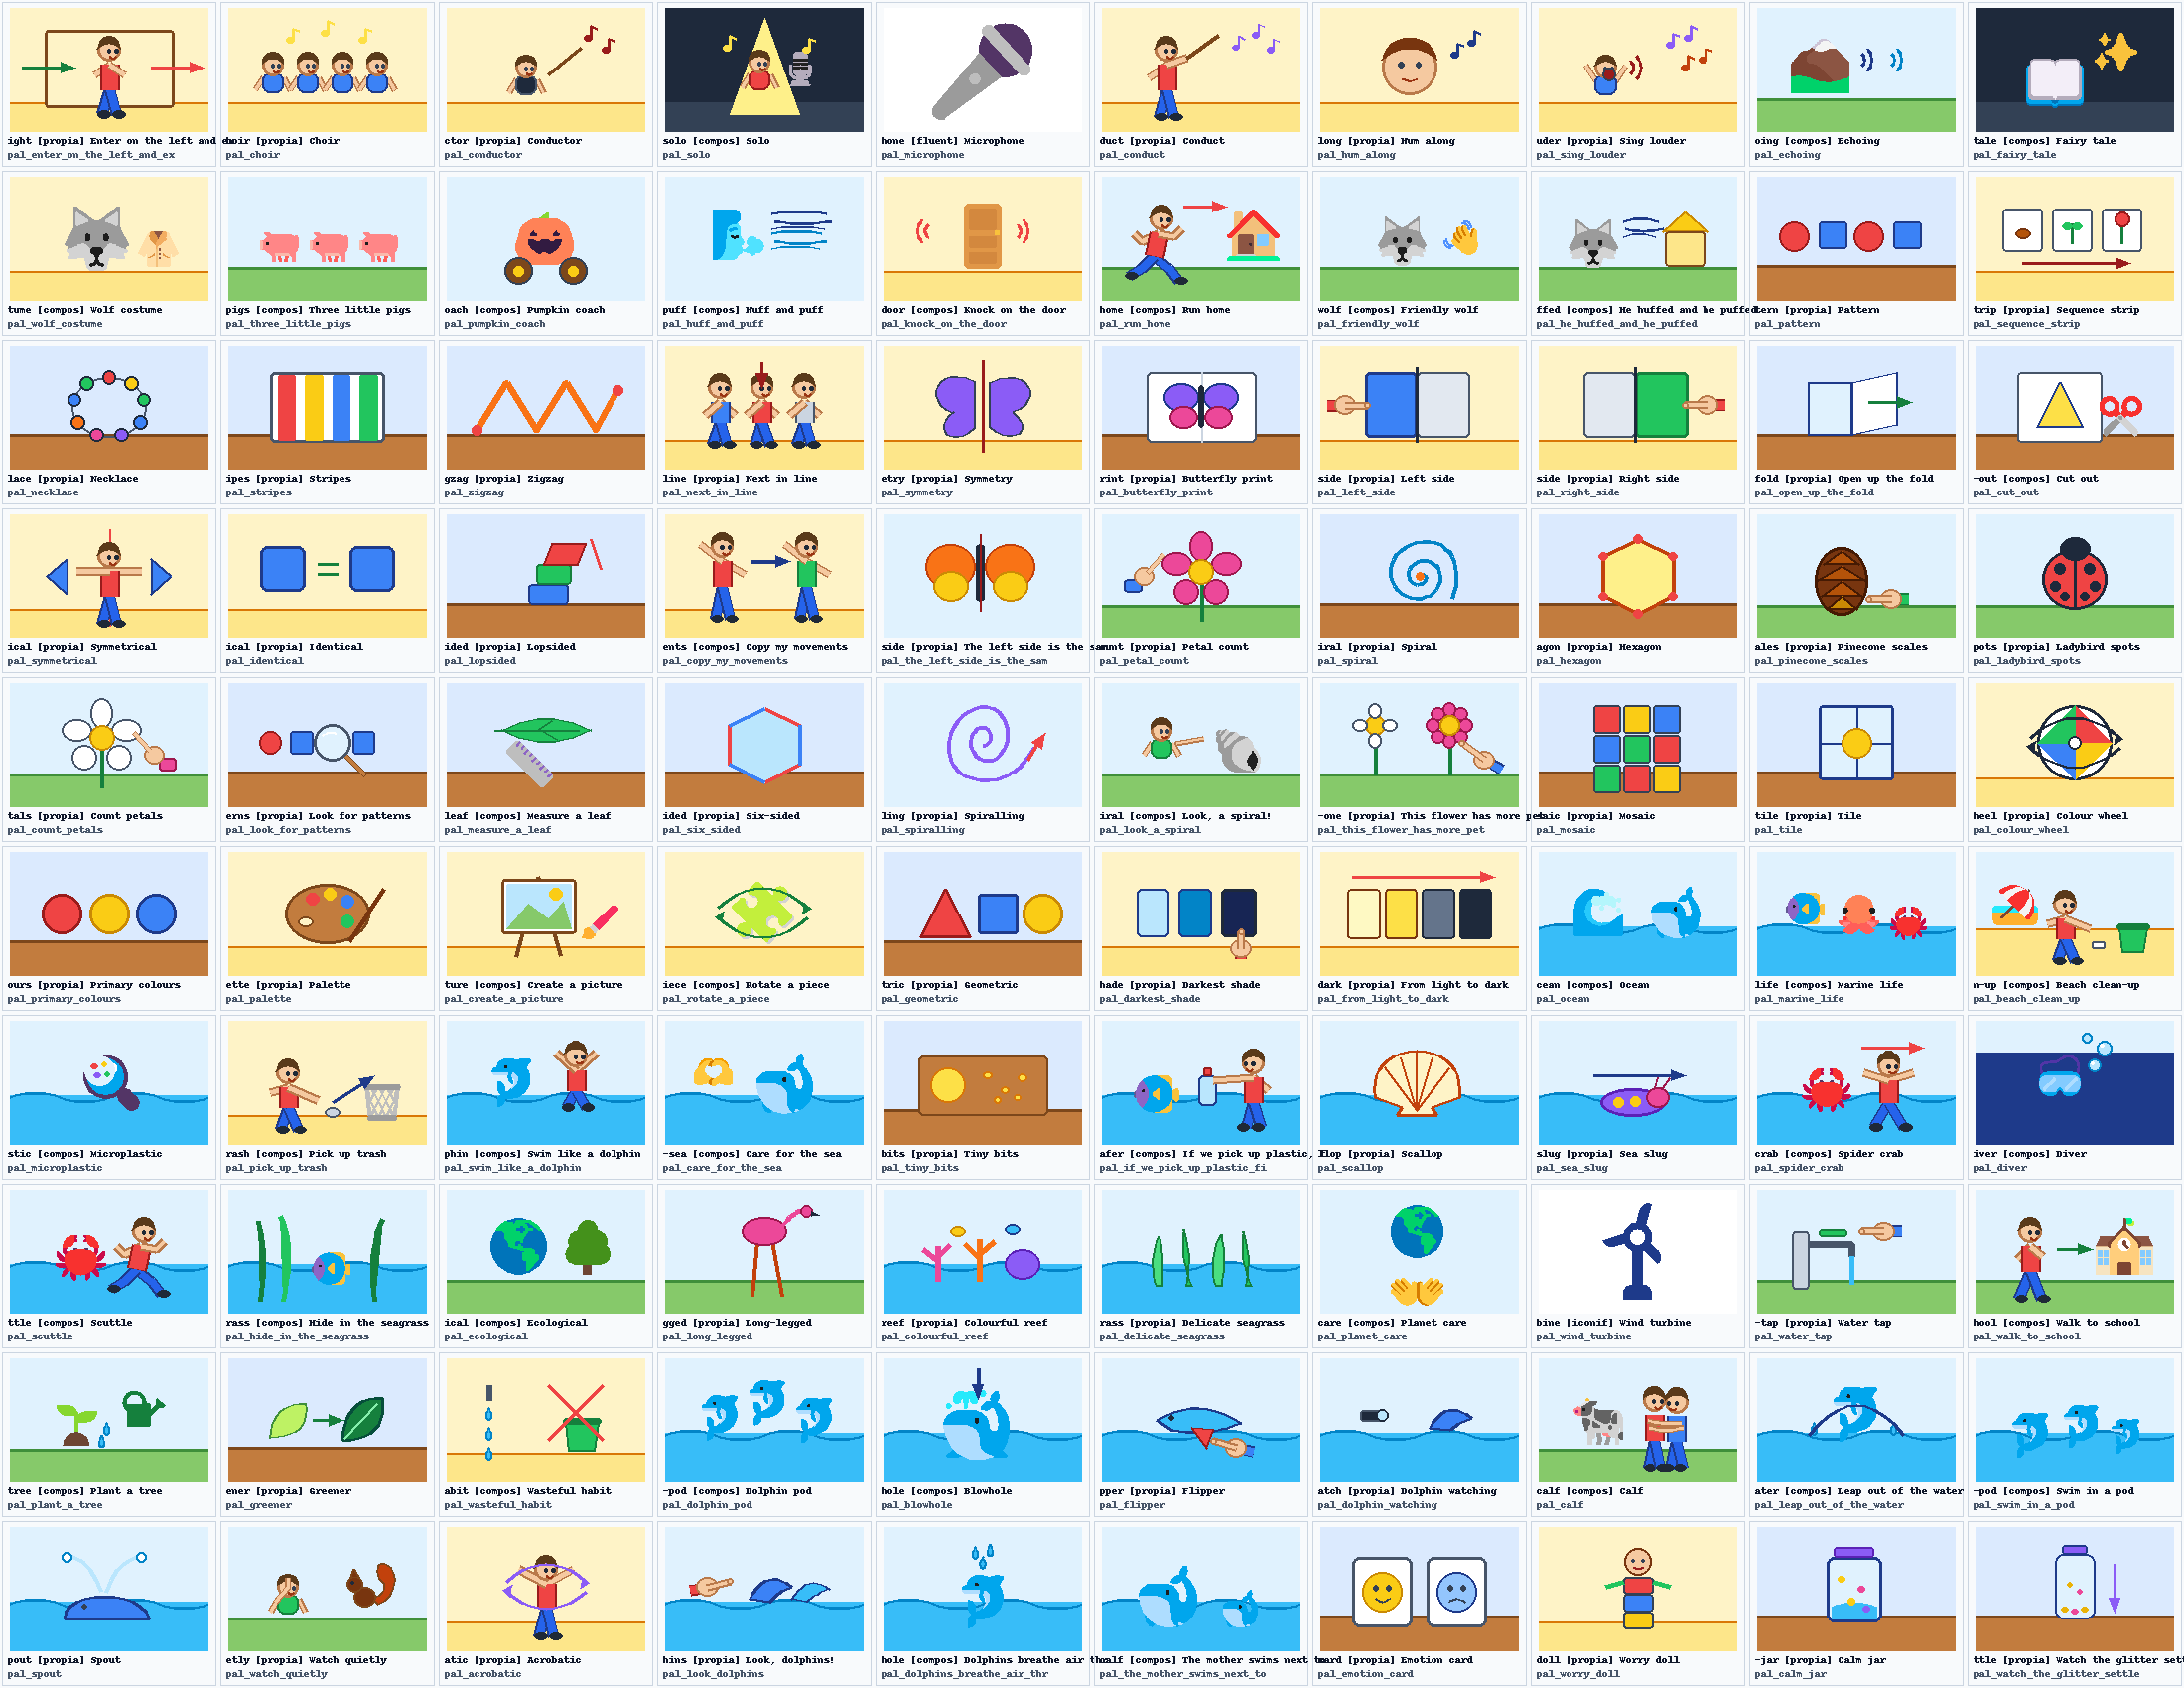 ight [propia] Enter on the left and ex
pal_enter_on_the_left_and_ex
hoir [propia] Choir
pal_choir
ctor [propia] Conductor
pal_conductor
solo [compos] Solo
pal_solo
hone [fluent] Microphone
pal_microphone
duct [propia] Conduct
pal_conduct
long [propia] Hum along
pal_hum_along
uder [propia] Sing louder
pal_sing_louder
oing [compos] Echoing
pal_echoing
tale [compos] Fairy tale
pal_fairy_tale
tume [compos] Wolf costume
pal_wolf_costume
pigs [compos] Three little pigs
pal_three_little_pigs
oach [compos] Pumpkin coach
pal_pumpkin_coach
puff [compos] Huff and puff
pal_huff_and_puff
door [compos] Knock on the door
pal_knock_on_the_door
home [compos] Run home
pal_run_home
wolf [compos] Friendly wolf
pal_friendly_wolf
ffed [compos] He huffed and he puffed
pal_he_huffed_and_he_puffed
tern [propia] Pattern
pal_pattern
trip [propia] Sequence strip
pal_sequence_strip
lace [propia] Necklace
pal_necklace
ipes [propia] Stripes
pal_stripes
gzag [propia] Zigzag
pal_zigzag
line [propia] Next in line
pal_next_in_line
etry [propia] Symmetry
pal_symmetry
rint [propia] Butterfly print
pal_butterfly_print
side [propia] Left side
pal_left_side
side [propia] Right side
pal_right_side
fold [propia] Open up the fold
pal_open_up_the_fold
-out [compos] Cut out
pal_cut_out
ical [propia] Symmetrical
pal_symmetrical
ical [propia] Identical
pal_identical
ided [propia] Lopsided
pal_lopsided
ents [propia] Copy my movements
pal_copy_my_movements
side [propia] The left side is the sam
pal_the_left_side_is_the_sam
unt [propia] Petal count
pal_petal_count
iral [propia] Spiral
pal_spiral
agon [propia] Hexagon
pal_hexagon
ales [propia] Pinecone scales
pal_pinecone_scales
pots [propia] Ladybird spots
pal_ladybird_spots
tals [propia] Count petals
pal_count_petals
erns [propia] Look for patterns
pal_look_for_patterns
leaf [compos] Measure a leaf
pal_measure_a_leaf
ided [propia] Six-sided
pal_six_sided
ling [propia] Spiralling
pal_spiralling
iral [compos] Look, a spiral!
pal_look_a_spiral
-one [propia] This flower has more pet
pal_this_flower_has_more_pet
saic [propia] Mosaic
pal_mosaic
tile [propia] Tile
pal_tile
heel [propia] Colour wheel
pal_colour_wheel
ours [propia] Primary colours
pal_primary_colours
ette [propia] Palette
pal_palette
ture [compos] Create a picture
pal_create_a_picture
iece [compos] Rotate a piece
pal_rotate_a_piece
tric [propia] Geometric
pal_geometric
hade [propia] Darkest shade
pal_darkest_shade
dark [propia] From light to dark
pal_from_light_to_dark
cean [compos] Ocean
pal_ocean
life [compos] Marine life
pal_marine_life
n-up [compos] Beach clean-up
pal_beach_clean_up
stic [compos] Microplastic
pal_microplastic
rash [compos] Pick up trash
pal_pick_up_trash
phin [compos] Swim like a dolphin
pal_swim_like_a_dolphin
-sea [compos] Care for the sea
pal_care_for_the_sea
bits [propia] Tiny bits
pal_tiny_bits
afer [compos] If we pick up plastic, f
pal_if_we_pick_up_plastic_fi
llop [propia] Scallop
pal_scallop
slug [propia] Sea slug
pal_sea_slug
crab [compos] Spider crab
pal_spider_crab
iver [compos] Diver
pal_diver
ttle [compos] Scuttle
pal_scuttle
rass [compos] Hide in the seagrass
pal_hide_in_the_seagrass
ical [compos] Ecological
pal_ecological
gged [propia] Long-legged
pal_long_legged
reef [propia] Colourful reef
pal_colourful_reef
rass [propia] Delicate seagrass
pal_delicate_seagrass
care [compos] Planet care
pal_planet_care
bine [iconif] Wind turbine
pal_wind_turbine
-tap [propia] Water tap
pal_water_tap
hool [compos] Walk to school
pal_walk_to_school
tree [compos] Plant a tree
pal_plant_a_tree
ener [propia] Greener
pal_greener
abit [compos] Wasteful habit
pal_wasteful_habit
-pod [compos] Dolphin pod
pal_dolphin_pod
hole [compos] Blowhole
pal_blowhole
pper [propia] Flipper
pal_flipper
atch [propia] Dolphin watching
pal_dolphin_watching
calf [compos] Calf
pal_calf
ater [compos] Leap out of the water
pal_leap_out_of_the_water
-pod [compos] Swim in a pod
pal_swim_in_a_pod
pout [propia] Spout
pal_spout
etly [propia] Watch quietly
pal_watch_quietly
atic [propia] Acrobatic
pal_acrobatic
hins [propia] Look, dolphins!
pal_look_dolphins
hole [compos] Dolphins breathe air th
pal_dolphins_breathe_air_thr
calf [compos] The mother swims next t
pal_the_mother_swims_next_to
card [propia] Emotion card
pal_emotion_card
doll [propia] Worry doll
pal_worry_doll
-jar [propia] Calm jar
pal_calm_jar
ttle [propia] Watch the glitter set
pal_watch_the_glitter_settle